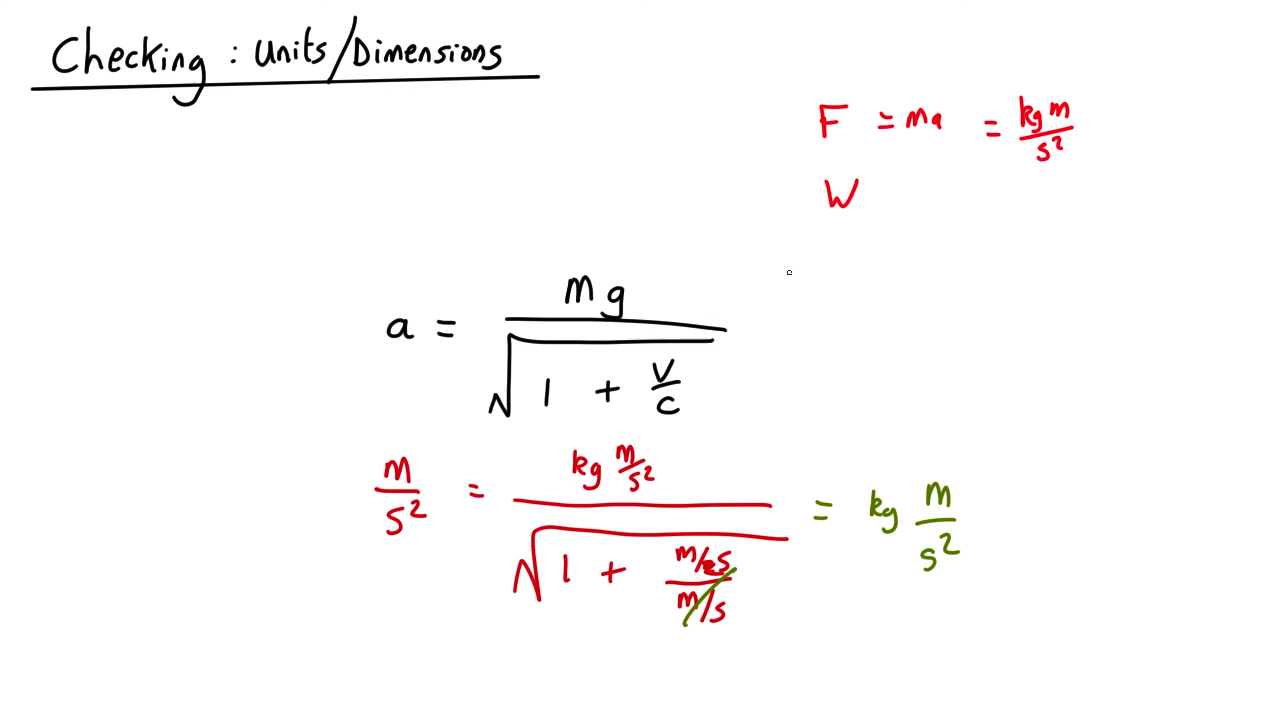 Checking : Units/Dimensions
F = ma = kg m / s²
W
a = mg / √(1 + v/c)
m/s² = kg m/s² / √(1 + (m/s)/(m/s)) = kg m/s²